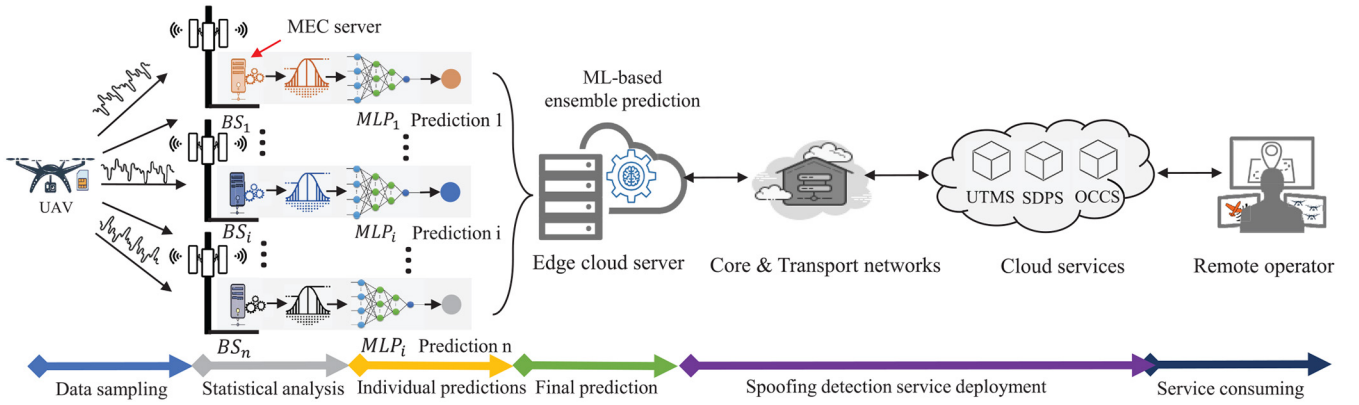 MEC server
BS₁
MLP₁ Prediction 1
UAV
BSᵢ
MLPᵢ Prediction i
BSₙ
MLPᵢ Prediction n
ML-based
ensemble prediction
Edge cloud server
Core & Transport networks
UTMS SDPS OCCS
Cloud services
Remote operator
Data sampling
Statistical analysis
Individual predictions
Final prediction
Spoofing detection service deployment
Service consuming